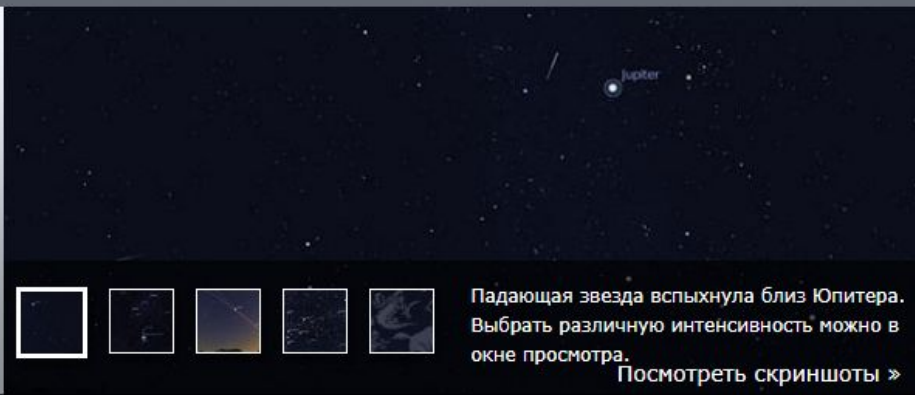 Jupiter
Падающая звезда вспыхнула близ Юпитера.
Выбрать различную интенсивность можно в
окне просмотра.
Посмотреть скриншоты »